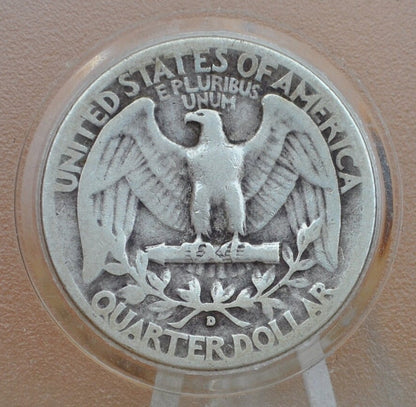 UNITED STATES OF AMERICA
E PLURIBUS
UNUM
D
QUARTER DOLLAR